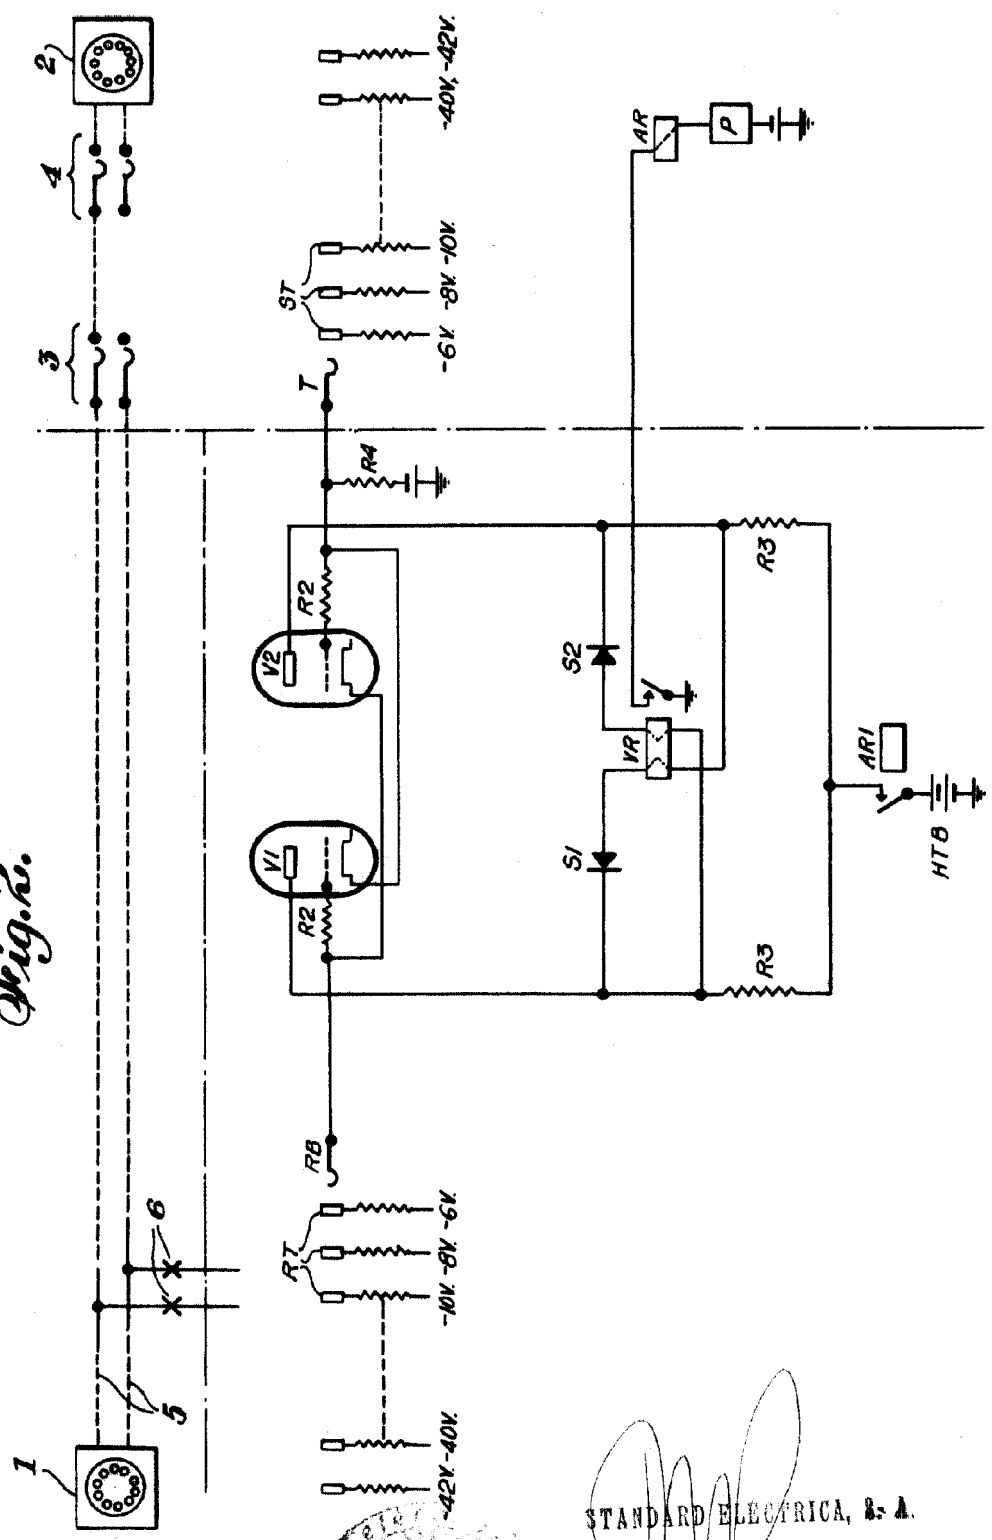 Fig. 2.
1
2
3
4
5
6
RT
-42V.
-40V.
-10V.
-8V.
-6V.
RB
R2
V1
V2
R2
R4
T
ST
-6V.
-8V.
-10V.
-40V.
-42V.
S1
S2
VR
R3
R3
AR
P
AR1
HTB
STANDARD ELECTRICA, S. A.